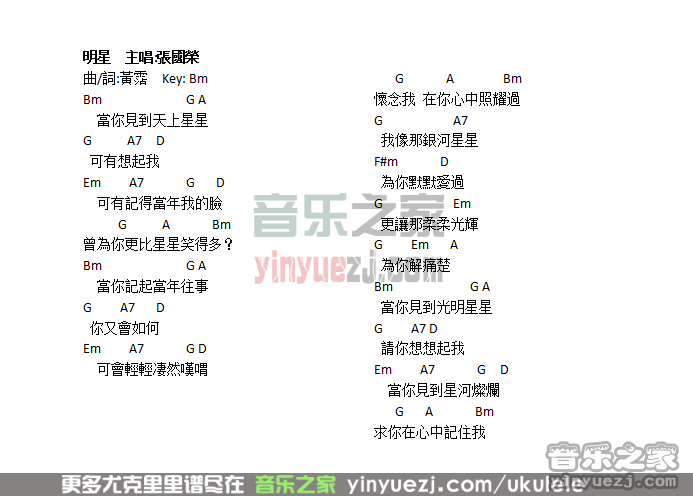 明星 主唱:張國榮
曲/詞:黃霑 Key: Bm
Bm G A
當你見到天上星星
G A7 D
可有想起我
Em A7 G D
可有記得當年我的臉
G A Bm
曾為你更比星星笑得多？
Bm G A
當你記起當年往事
G A7 D
你又會如何
Em A7 G D
可會輕輕凄然嘆喟
G A Bm
懷念我 在你心中照耀過
G A7
我像那銀河星星
F#m D
為你默默愛過
G Em
更讓那柔柔光輝
G Em A
為你解痛楚
Bm G A
當你見到光明星星
G A7 D
請你想想起我
Em A7 G D
當你見到星河燦爛
G A Bm
求你在心中記住我
音乐之家
yinyuezj.com
音乐之家
yinyuezj.com
更多尤克里里谱尽在 音乐之家 yinyuezj.com/ukulele